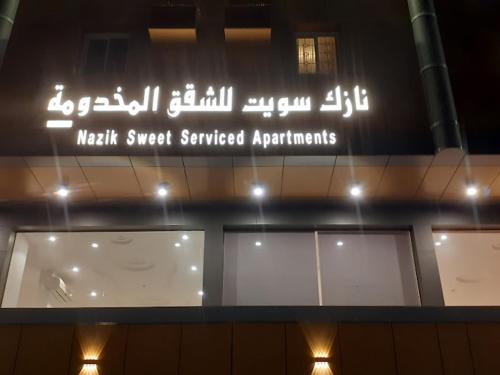 نازك سويت للشقق المخدومة
Nazik Sweet Serviced Apartments